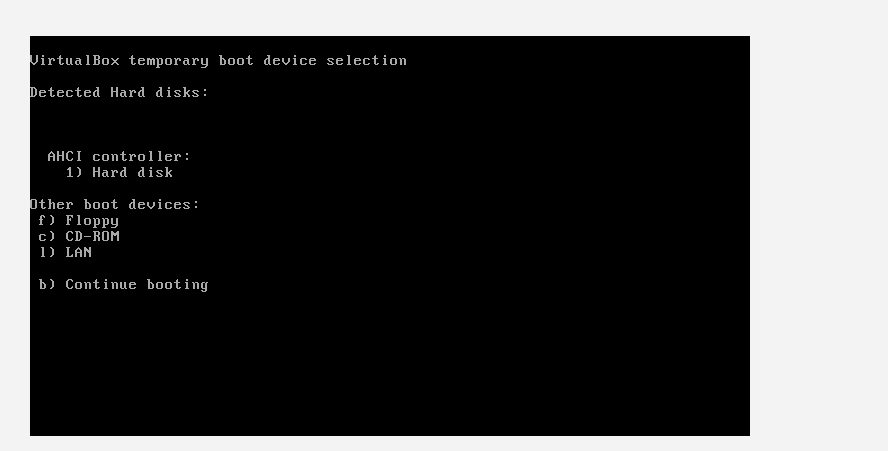 VirtualBox temporary boot device selection
Detected Hard disks:
AHCI controller:
1) Hard disk
Other boot devices:
f) Floppy
c) CD-ROM
l) LAN
b) Continue booting